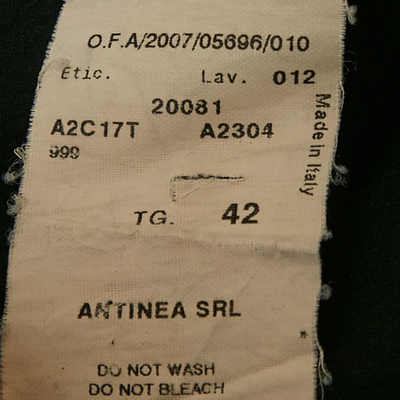 O.F.A/2007/05696/010
Etic. Lav. 012
20081
A2C17T A2304
999
Made in Italy
TG. 42
ANTINEA SRL
*
DO NOT WASH
DO NOT BLEACH